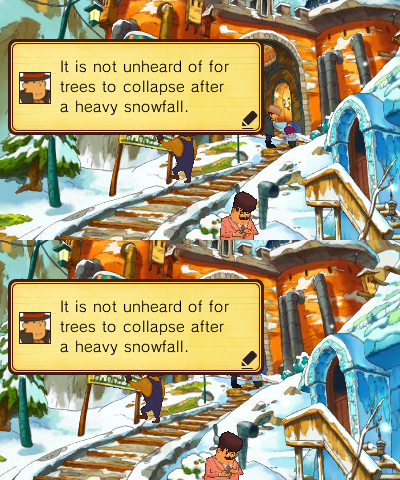 It is not unheard of for
trees to collapse after
a heavy snowfall.
It is not unheard of for
trees to collapse after
a heavy snowfall.